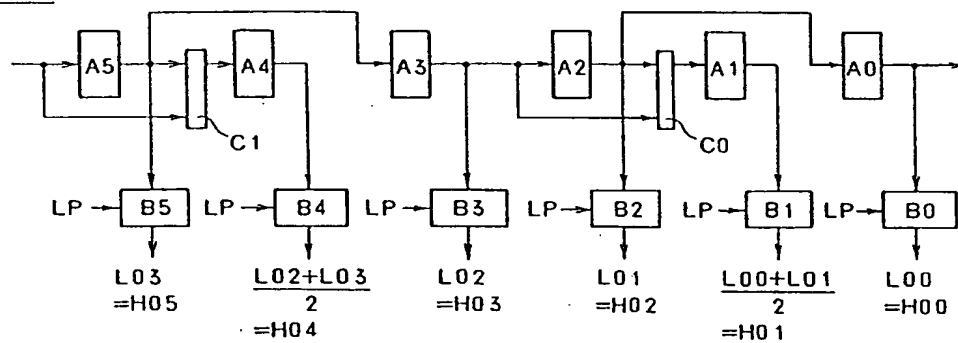 A5 A4 A3 A2 A1 A0
C1 C0
LP B5 LP B4 LP B3 LP B2 LP B1 LP B0
L03 L02+L03 L02 L01 L00+L01 L00
=H05 2 =H03 =H02 2 =H00
=H04 =H01